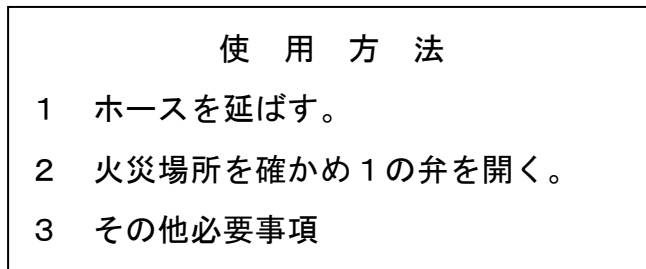 使　用　方　法
１　ホースを延ばす。
２　火災場所を確かめ１の弁を開く。
３　その他必要事項